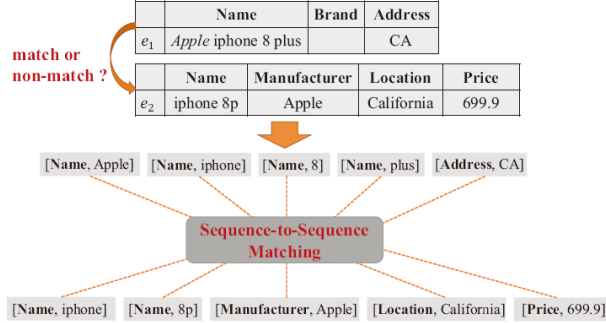 Name Brand Address
e1 Apple iphone 8 plus CA
match or
non-match ?
Name Manufacturer Location Price
e2 iphone 8p Apple California 699.9
[Name, Apple] [Name, iphone] [Name, 8] [Name, plus] [Address, CA]
Sequence-to-Sequence
Matching
[Name, iphone] [Name, 8p] [Manufacturer, Apple] [Location, California] [Price, 699.9]